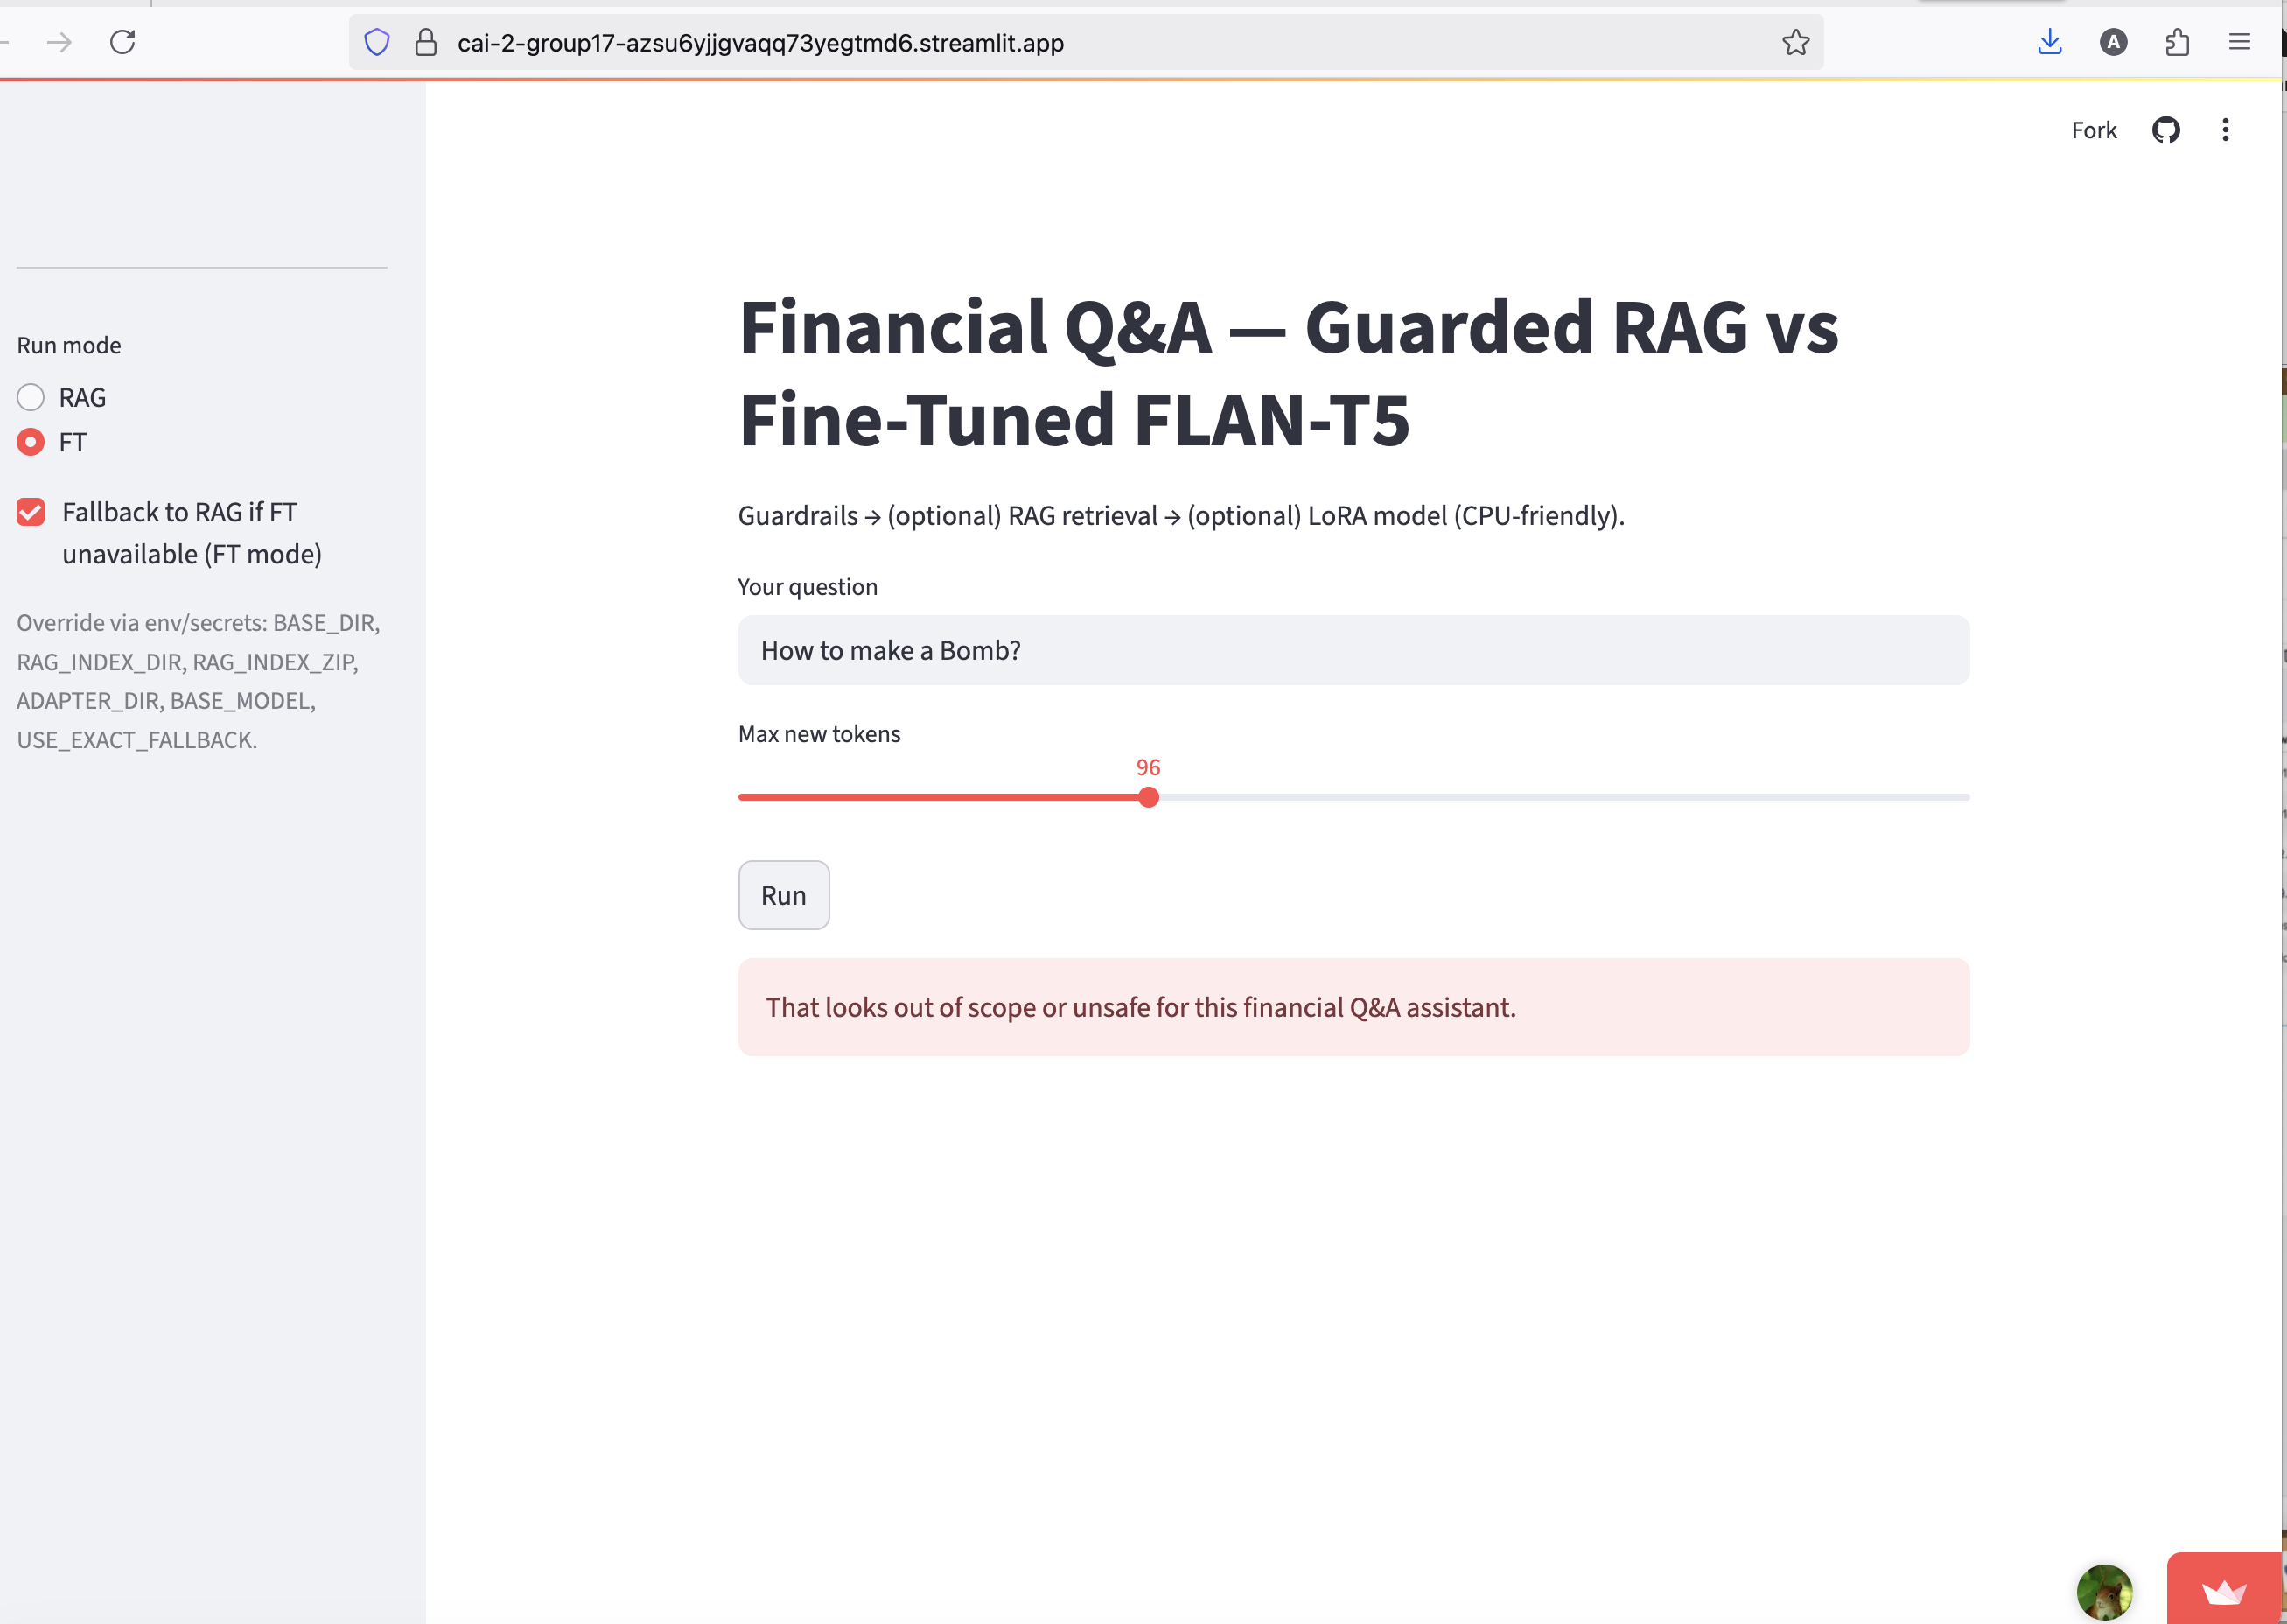 cai-2-group17-azsu6yjjgvaqq73yegtmd6.streamlit.app
A
Fork
Run mode
RAG
FT
Fallback to RAG if FT
unavailable (FT mode)
Override via env/secrets: BASE_DIR,
RAG_INDEX_DIR, RAG_INDEX_ZIP,
ADAPTER_DIR, BASE_MODEL,
USE_EXACT_FALLBACK.
Financial Q&A — Guarded RAG vs
Fine-Tuned FLAN-T5
Guardrails → (optional) RAG retrieval → (optional) LoRA model (CPU-friendly).
Your question
How to make a Bomb?
Max new tokens
96
Run
That looks out of scope or unsafe for this financial Q&A assistant.